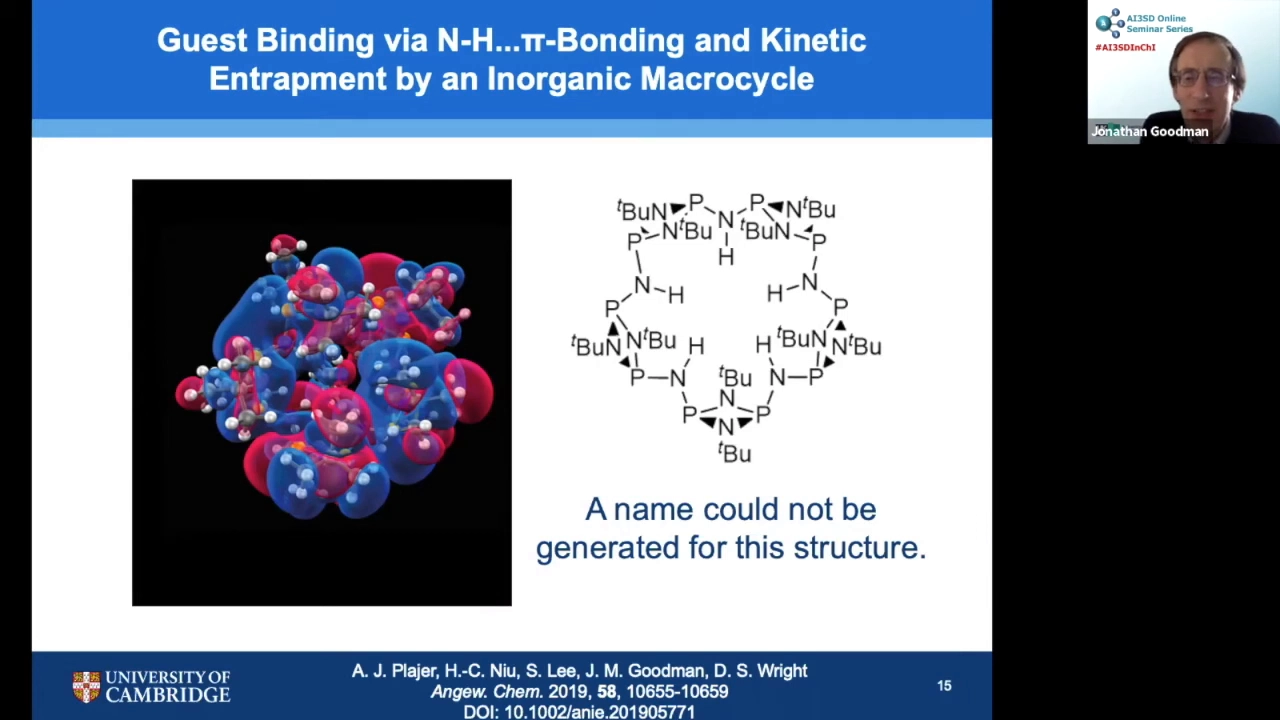 Guest Binding via N-H...π-Bonding and Kinetic
Entrapment by an Inorganic Macrocycle
AI3SD Online
Seminar Series
#AI3SDInChI
Jonathan Goodman
P P
ᵗBuN N NᵗBu
NᵗBu ᵗBuN
P H P
N H H N
P P
ᵗBuN NᵗBu H H ᵗBuN NᵗBu
P N ᵗBu N P
N
P P
N
ᵗBu
A name could not be
generated for this structure.
UNIVERSITY OF
CAMBRIDGE
A. J. Plajer, H.-C. Niu, S. Lee, J. M. Goodman, D. S. Wright
Angew. Chem. 2019, 58, 10655-10659
DOI: 10.1002/anie.201905771
15